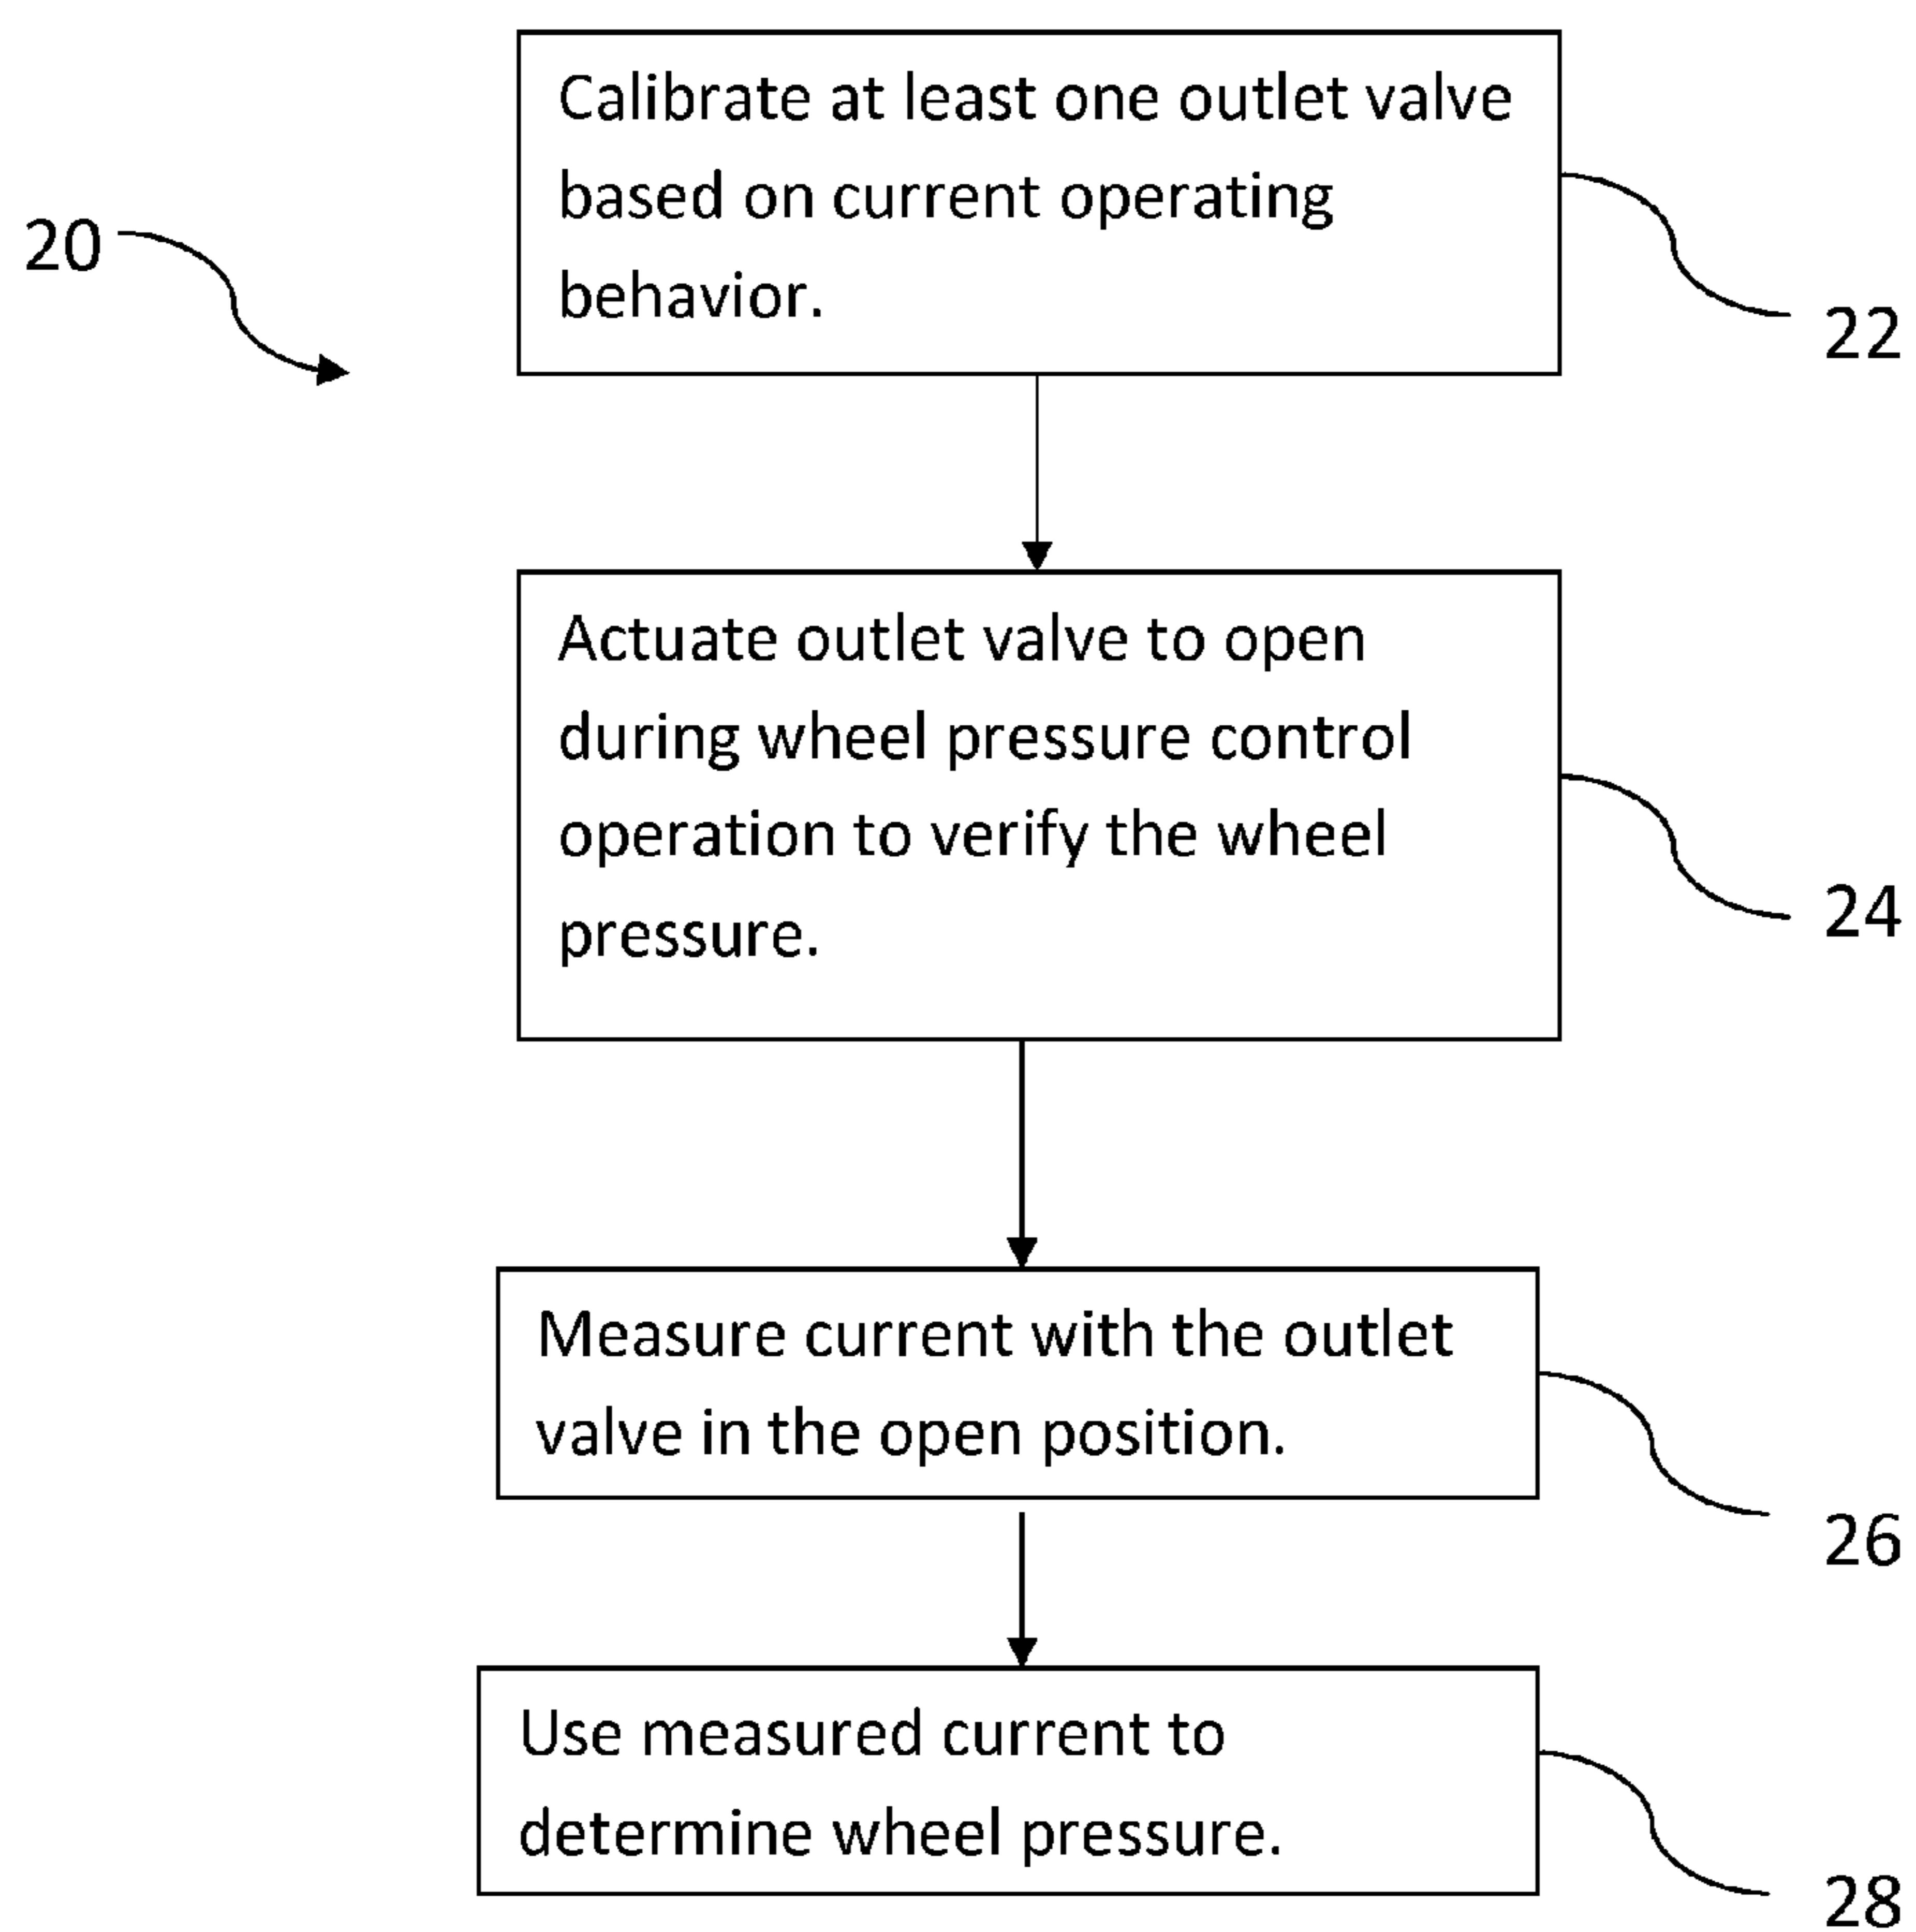 Calibrate at least one outlet valve
based on current operating
behavior.
20
22
Actuate outlet valve to open
during wheel pressure control
operation to verify the wheel
pressure.
24
Measure current with the outlet
valve in the open position.
26
Use measured current to
determine wheel pressure.
28